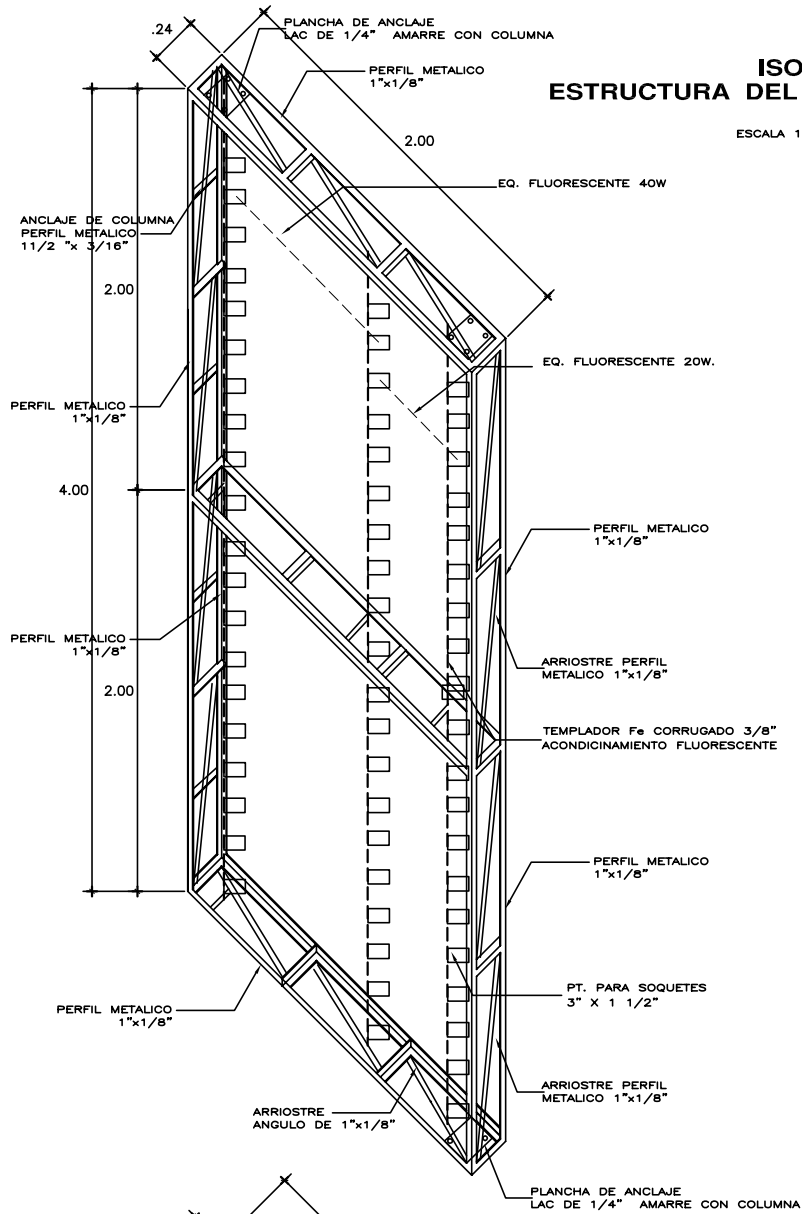 .24
PLANCHA DE ANCLAJE
LAC DE 1/4" AMARRE CON COLUMNA
PERFIL METALICO
1"x1/8"
ISO
ESTRUCTURA DEL
ESCALA 1
2.00
EQ. FLUORESCENTE 40W
ANCLAJE DE COLUMNA
PERFIL METALICO
11/2 "x 3/16"
2.00
EQ. FLUORESCENTE 20W.
PERFIL METALICO
1"x1/8"
4.00
PERFIL METALICO
1"x1/8"
PERFIL METALICO
1"x1/8"
ARRIOSTRE PERFIL
METALICO 1"x1/8"
2.00
TEMPLADOR Fe CORRUGADO 3/8"
ACONDICINAMIENTO FLUORESCENTE
PERFIL METALICO
1"x1/8"
PT. PARA SOQUETES
3" X 1 1/2"
PERFIL METALICO
1"x1/8"
ARRIOSTRE PERFIL
METALICO 1"x1/8"
ARRIOSTRE
ANGULO DE 1"x1/8"
PLANCHA DE ANCLAJE
LAC DE 1/4" AMARRE CON COLUMNA